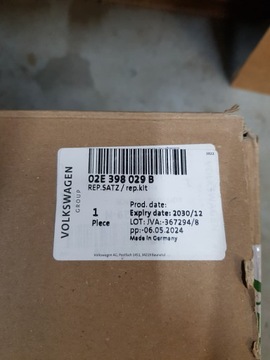 VOLKSWAGEN
GROUP
02E 398 029 B
REP.SATZ / rep.kit
1
Piece
Prod. date:
Expiry date: 2030/12
LOT: JVA:-367294/8
pp:-06.05.2024
Made in Germany